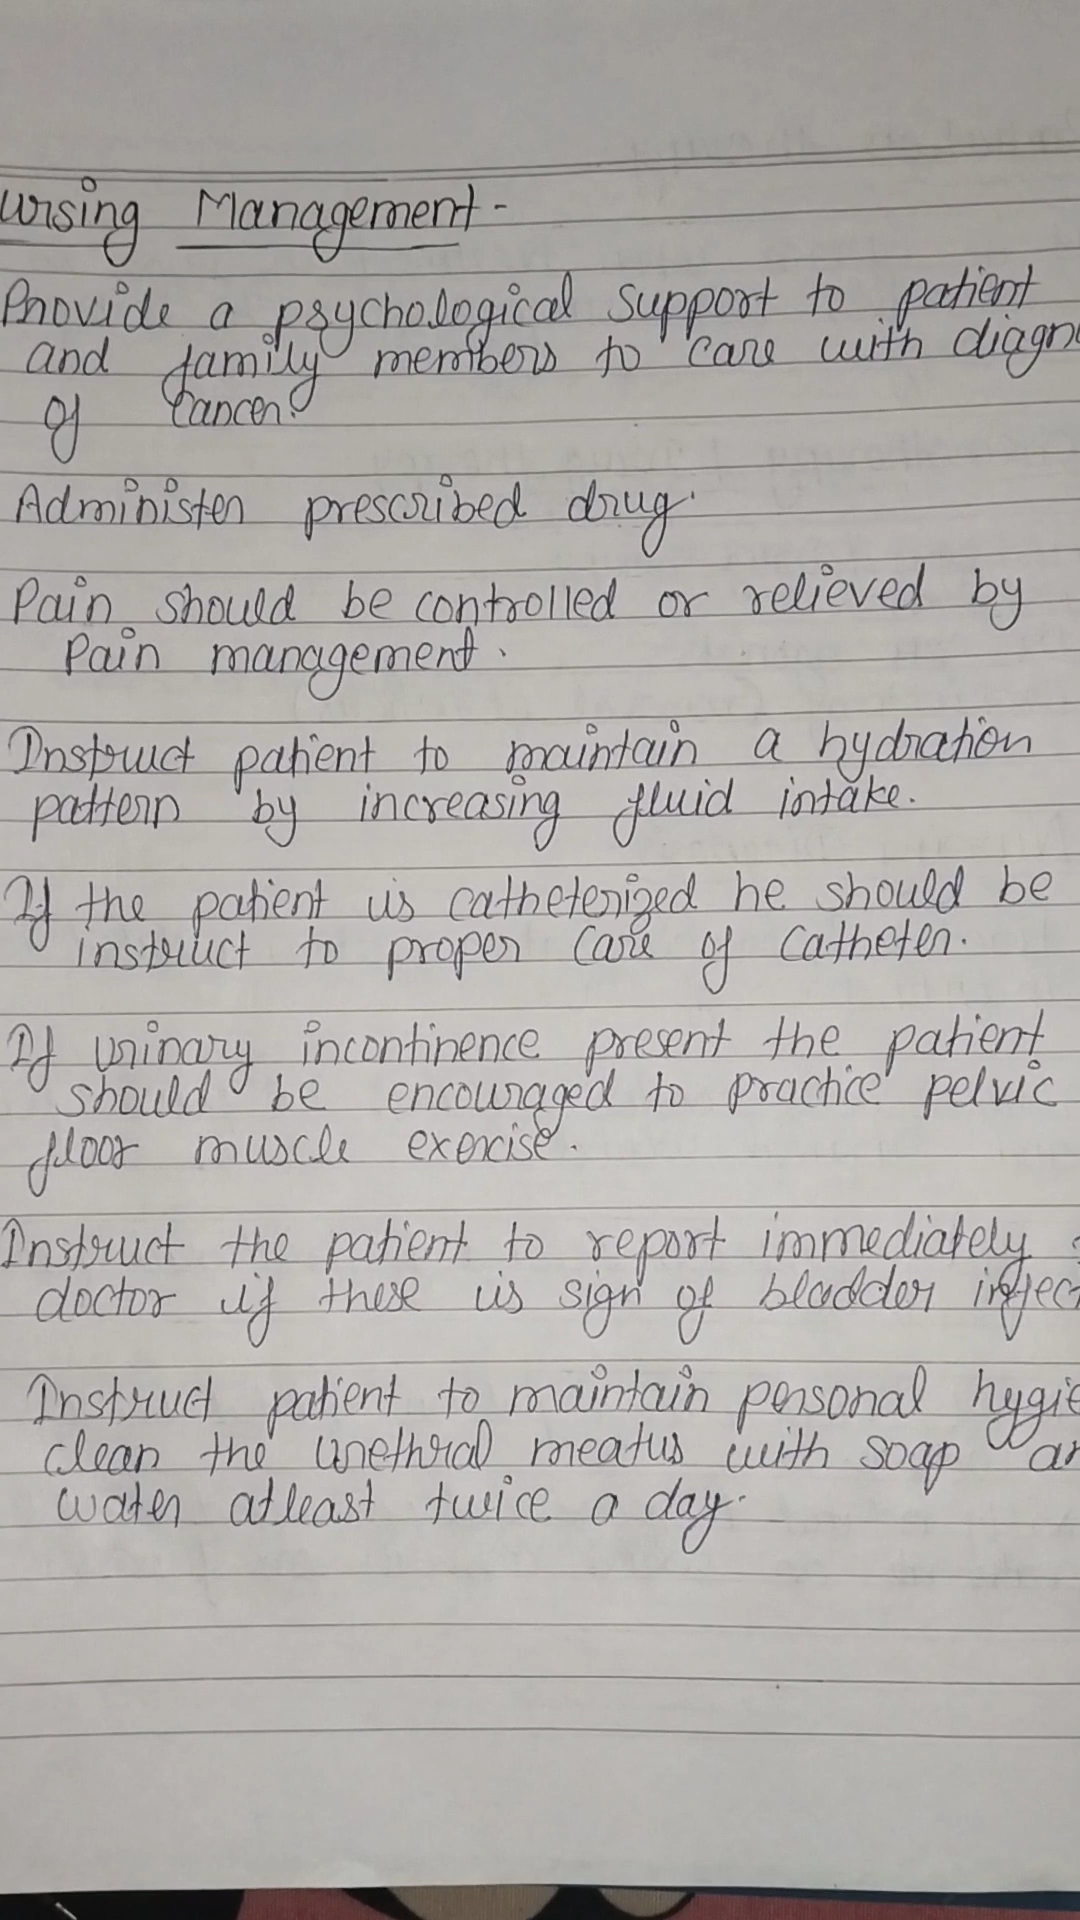 ursing Management -
Provide a psychological support to patient
and family members to care with diagn
of Cancer.
Administer prescribed drug.
Pain should be controlled or relieved by
Pain management.
Instruct patient to maintain a hydration
pattern by increasing fluid intake.
If the patient is catheterized he should be
instruct to proper care of Catheter.
If urinary incontinence present the patient
should be encouraged to practice pelvic
floor muscle exercise.
Instruct the patient to report immediately
doctor if these is sign of bladder infect
Instruct patient to maintain personal hygie
clean the urethral meatus with soap an
water atleast twice a day.